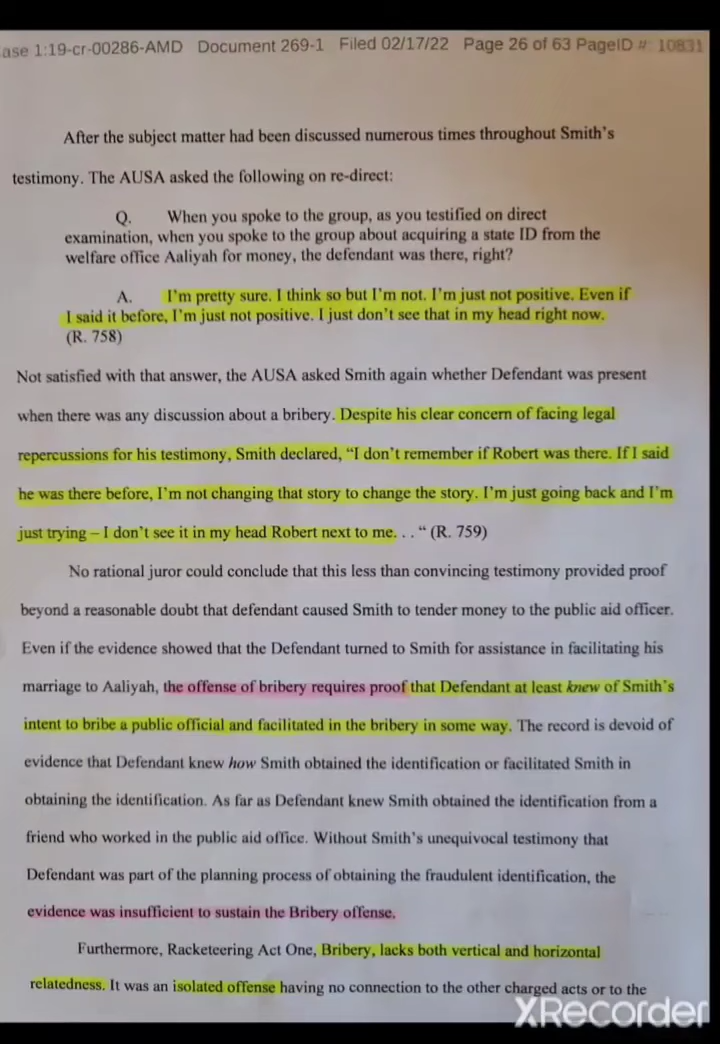 ase 1:19-cr-00286-AMD Document 269-1 Filed 02/17/22 Page 26 of 63 PageID #: 10831
After the subject matter had been discussed numerous times throughout Smith's
testimony. The AUSA asked the following on re-direct:
Q. When you spoke to the group, as you testified on direct
examination, when you spoke to the group about acquiring a state ID from the
welfare office Aaliyah for money, the defendant was there, right?
A. I'm pretty sure. I think so but I'm not. I'm just not positive. Even if
I said it before, I'm just not positive. I just don't see that in my head right now.
(R. 758)
Not satisfied with that answer, the AUSA asked Smith again whether Defendant was present
when there was any discussion about a bribery. Despite his clear concern of facing legal
repercussions for his testimony, Smith declared, "I don't remember if Robert was there. If I said
he was there before, I'm not changing that story to change the story. I'm just going back and I'm
just trying – I don't see it in my head Robert next to me. . . " (R. 759)
No rational juror could conclude that this less than convincing testimony provided proof
beyond a reasonable doubt that defendant caused Smith to tender money to the public aid officer.
Even if the evidence showed that the Defendant turned to Smith for assistance in facilitating his
marriage to Aaliyah, the offense of bribery requires proof that Defendant at least knew of Smith's
intent to bribe a public official and facilitated in the bribery in some way. The record is devoid of
evidence that Defendant knew how Smith obtained the identification or facilitated Smith in
obtaining the identification. As far as Defendant knew Smith obtained the identification from a
friend who worked in the public aid office. Without Smith's unequivocal testimony that
Defendant was part of the planning process of obtaining the fraudulent identification, the
evidence was insufficient to sustain the Bribery offense.
Furthermore, Racketeering Act One, Bribery, lacks both vertical and horizontal
relatedness. It was an isolated offense having no connection to the other charged acts or to the
XRecorder